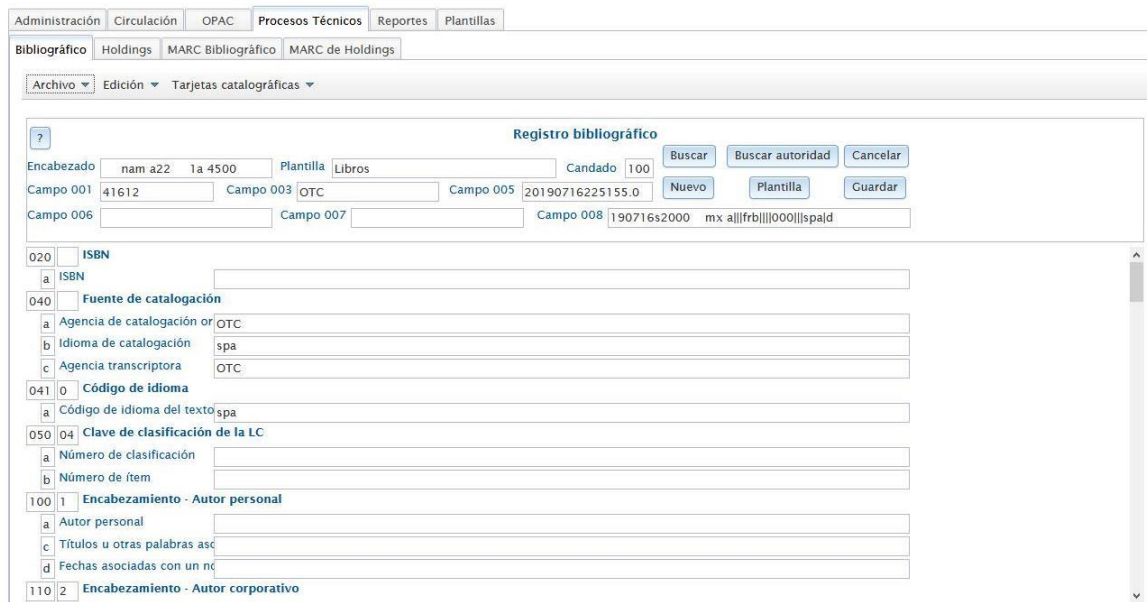 Administración Circulación OPAC Procesos Técnicos Reportes Plantillas
Bibliográfico Holdings MARC Bibliográfico MARC de Holdings
Archivo Edición Tarjetas catalográficas
? Registro bibliográfico
Encabezado nam a22 1a 4500 Plantilla Libros Candado 100 Buscar Buscar autoridad Cancelar
Campo 001 41612 Campo 003 OTC Campo 005 20190716225155.0 Nuevo Plantilla Guardar
Campo 006 Campo 007 Campo 008 190716s2000 mx a|||frb||||000|||spa|d
020 ISBN
a ISBN
040 Fuente de catalogación
a Agencia de catalogación or OTC
b Idioma de catalogación spa
c Agencia transcriptora OTC
041 0 Código de idioma
a Código de idioma del texto spa
050 04 Clave de clasificación de la LC
a Número de clasificación
b Número de ítem
100 1 Encabezamiento - Autor personal
a Autor personal
c Títulos u otras palabras aso
d Fechas asociadas con un no
110 2 Encabezamiento - Autor corporativo